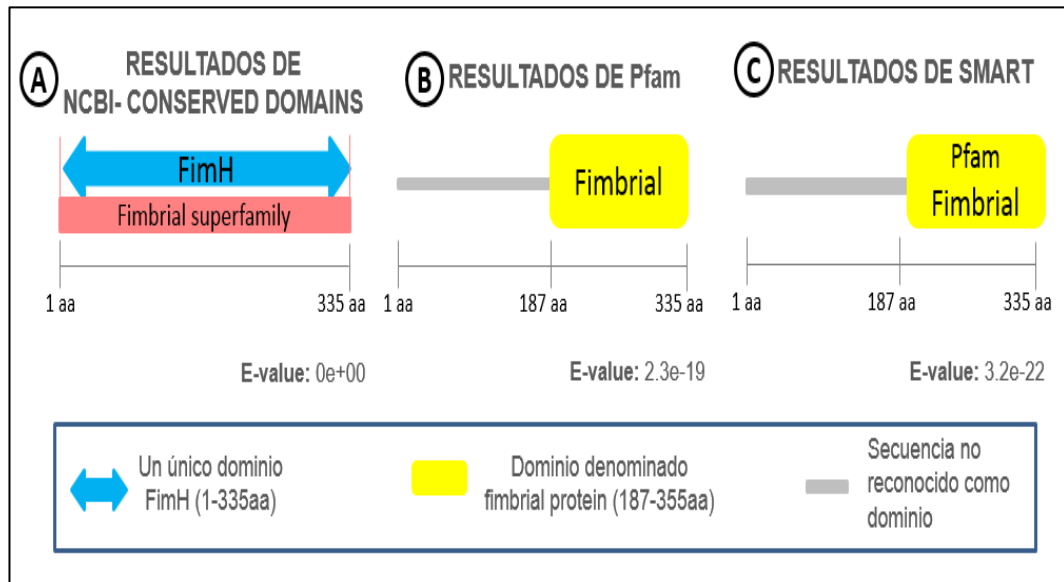 A
RESULTADOS DE
NCBI- CONSERVED DOMAINS
FimH
Fimbrial superfamily
1 aa
335 aa
E-value: 0e+00
B
RESULTADOS DE Pfam
Fimbrial
187 aa
335 aa
E-value: 2.3e-19
C
RESULTADOS DE SMART
Pfam
Fimbrial
1 aa
187 aa
335 aa
E-value: 3.2e-22
Un único dominio
FimH (1-335aa)
Dominio denominado
fimbrial protein (187-355aa)
Secuencia no
reconocido como
dominio